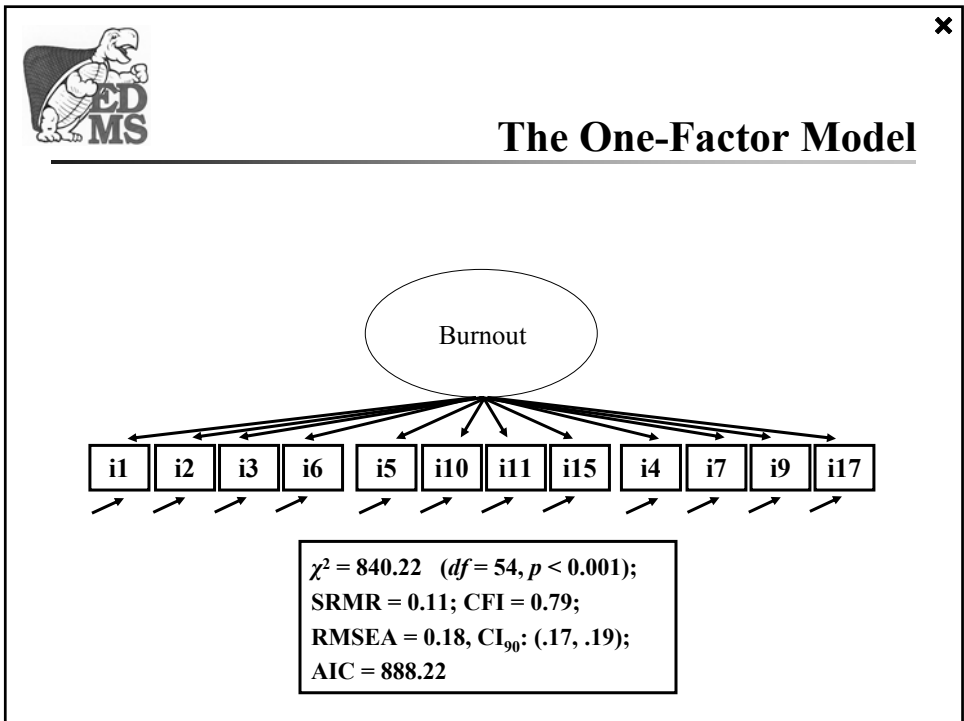 ED
MS
The One-Factor Model
Burnout
i1 i2 i3 i6 i5 i10 i11 i15 i4 i7 i9 i17
χ² = 840.22 (df = 54, p < 0.001);
SRMR = 0.11; CFI = 0.79;
RMSEA = 0.18, CI₉₀: (.17, .19);
AIC = 888.22